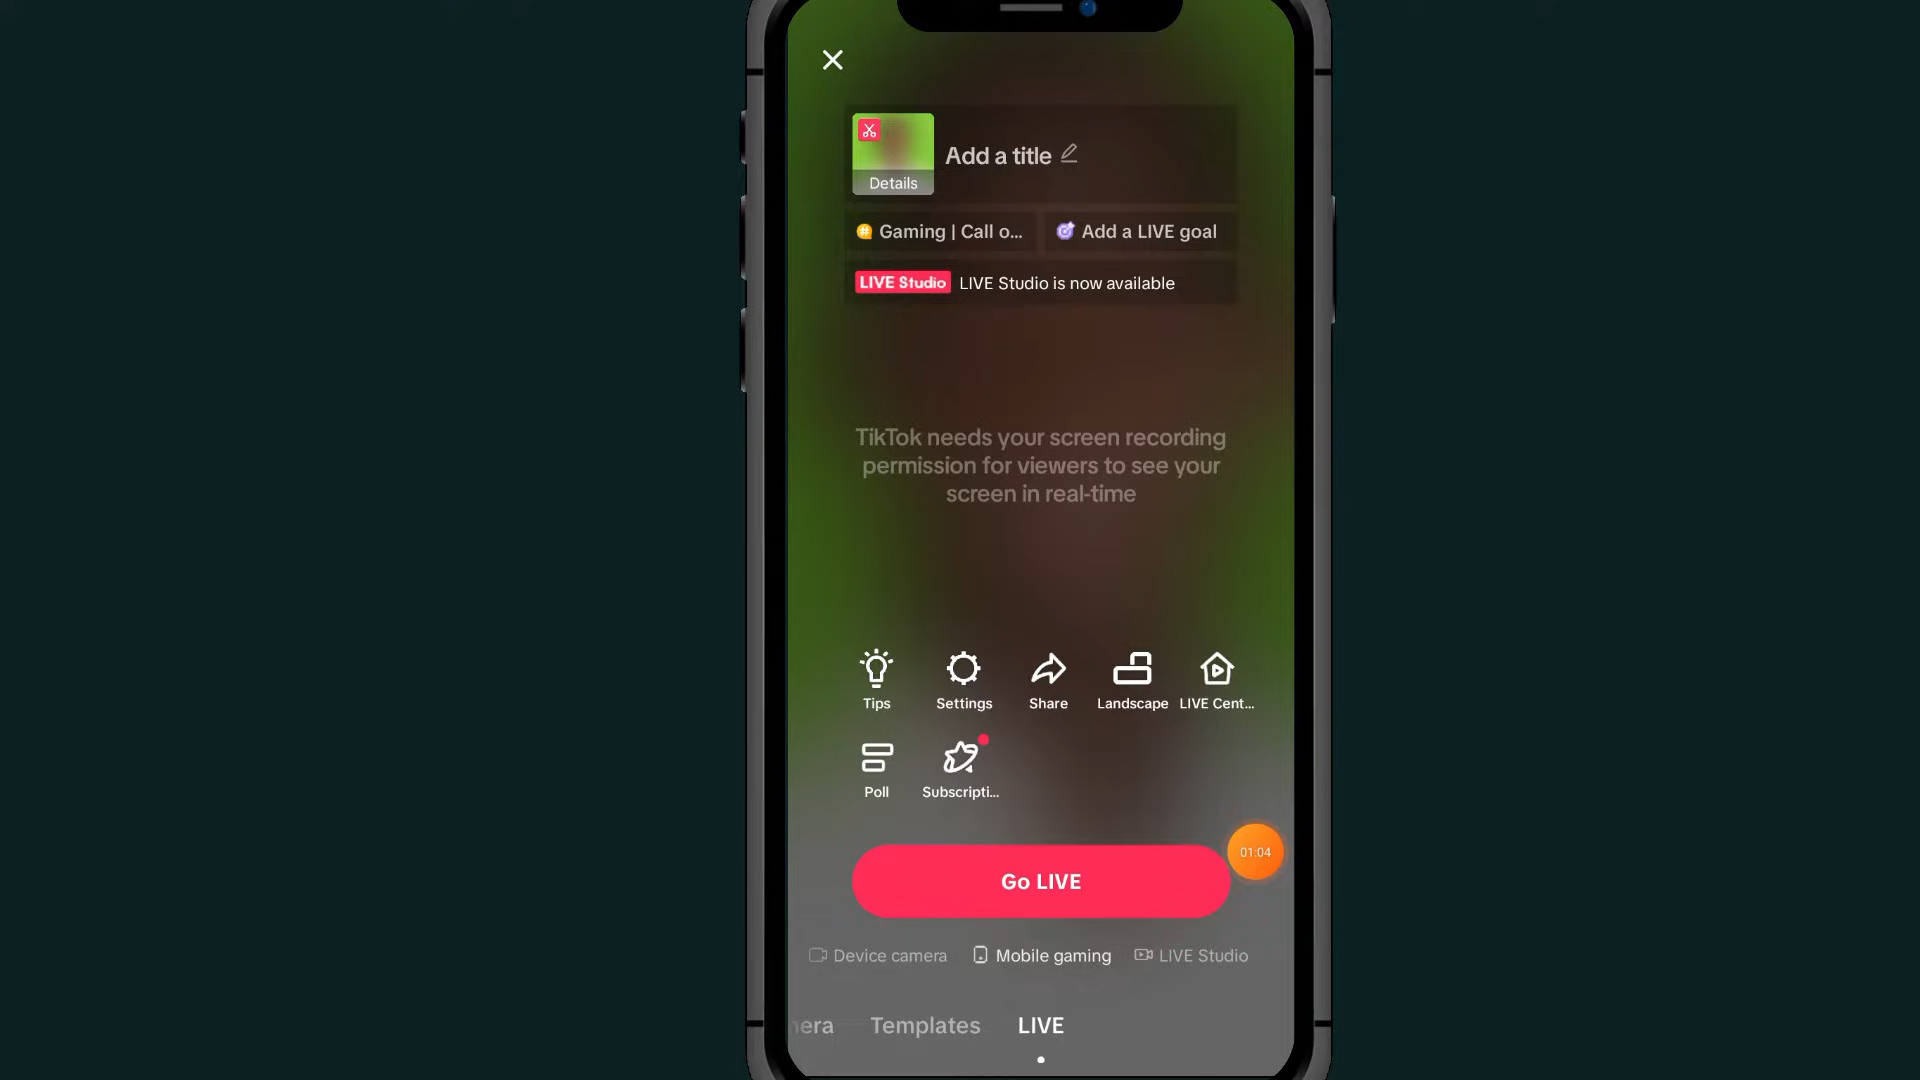 Add a title
Details
Gaming | Call o... Add a LIVE goal
LIVE Studio LIVE Studio is now available
TikTok needs your screen recording
permission for viewers to see your
screen in real-time
Tips Settings Share Landscape LIVE Cent...
Poll Subscripti...
01:04
Go LIVE
Device camera Mobile gaming LIVE Studio
nera Templates LIVE